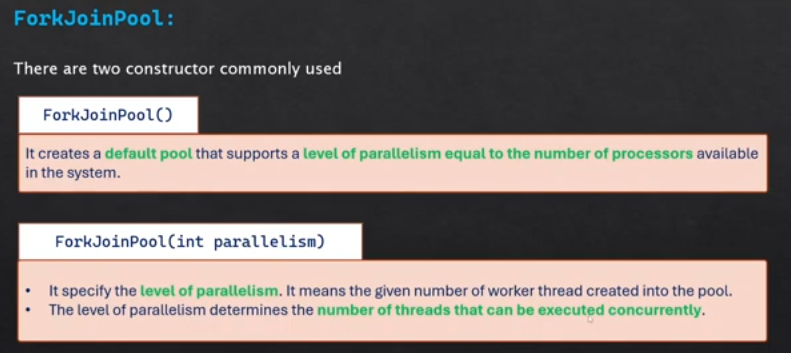 ForkJoinPool:
There are two constructor commonly used
ForkJoinPool()
It creates a default pool that supports a level of parallelism equal to the number of processors available
in the system.
ForkJoinPool(int parallelism)
• It specify the level of parallelism. It means the given number of worker thread created into the pool.
• The level of parallelism determines the number of threads that can be executed concurrently.